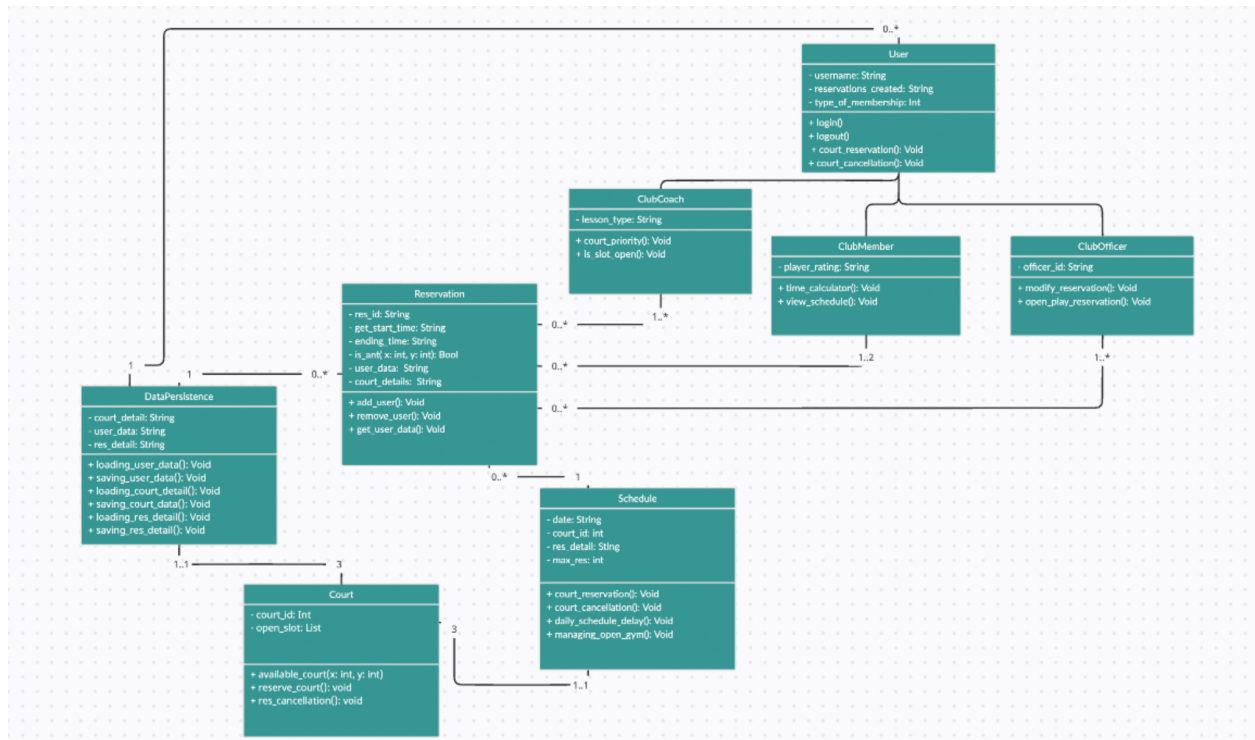 0..*
User
- username: String
- reservations_created: String
- type_of_membership: Int
+ login()
+ logout()
+ court_reservation(): Void
+ court_cancellation(): Void
ClubCoach
- lesson_type: String
+ court_priority(): Void
+ is_slot_open(): Void
ClubMember
- player_rating: String
+ time_calculator(): Void
+ view_schedule(): Void
ClubOfficer
- officer_id: String
+ modify_reservation(): Void
+ open_play_reservation(): Void
Reservation
- res_id: String
- get_start_time: String
- ending_time: String
- is_ant( x: int, y: int): Bool
- user_data: String
- court_details: String
+ add_user(): Void
+ remove_user(): Void
+ get_user_data(): Void
0..*
1..*
0..*
1..2
0..*
1..*
1
1
0..*
DataPersistence
- court_detail: String
- user_data: String
- res_detail: String
+ loading_user_data(): Void
+ saving_user_data(): Void
+ loading_court_detail(): Void
+ saving_court_data(): Void
+ loading_res_detail(): Void
+ saving_res_detail(): Void
0..*
1
Schedule
- date: String
- court_id: int
- res_detail: Sting
- max_res: int
+ court_reservation(): Void
+ court_cancellation(): Void
+ daily_schedule_delay(): Void
+ managing_open_gym(): Void
1..1
3
Court
- court_id: Int
- open_slot: List
+ available_court(x: int, y: int)
+ reserve_court(): void
+ res_cancellation(): void
3
1..1